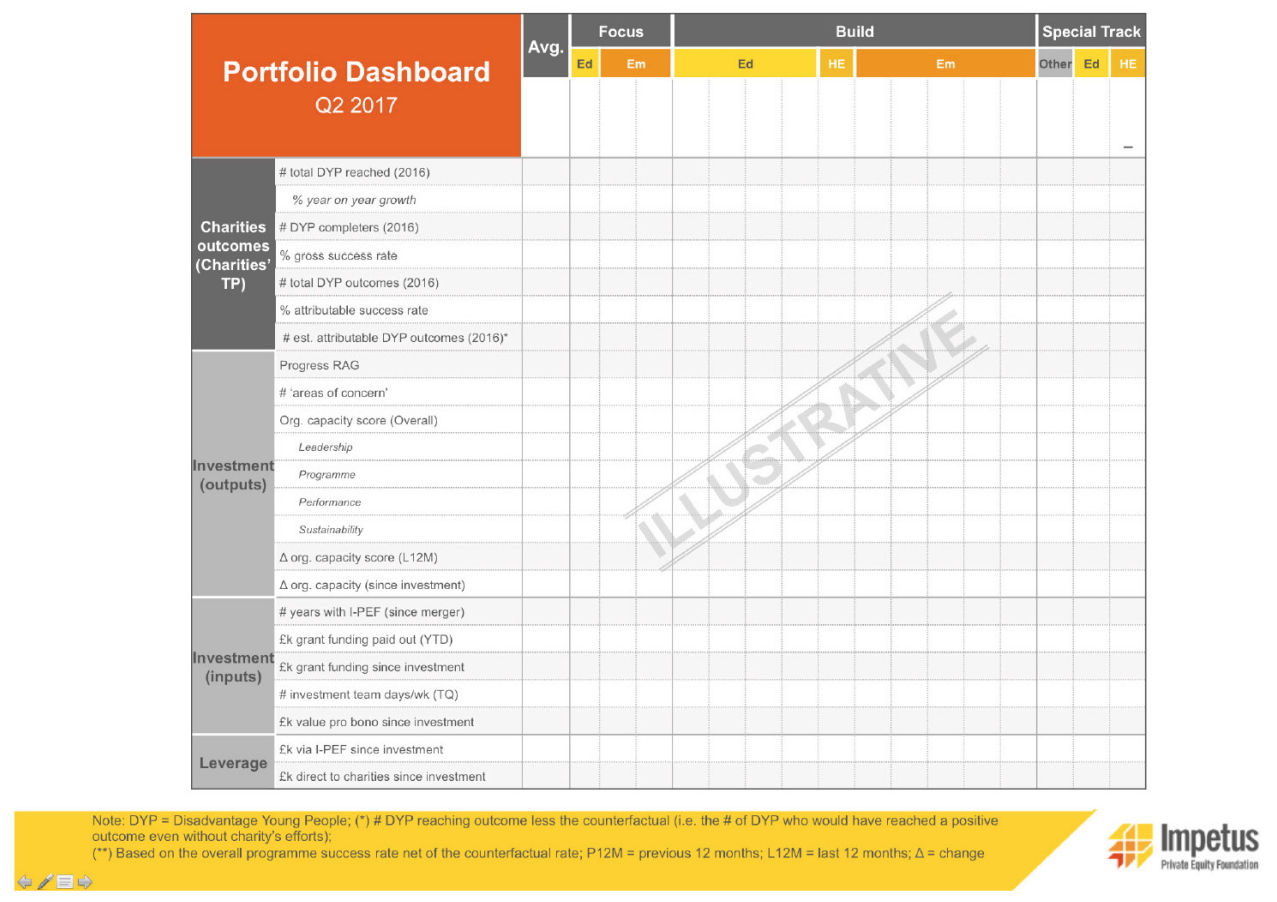 Portfolio Dashboard
Q2 2017
Avg.
Focus
Build
Special Track
Ed
Em
Ed
HE
Em
Other
Ed
HE
–
Charities
outcomes
(Charities'
TP)
# total DYP reached (2016)
% year on year growth
# DYP completers (2016)
% gross success rate
# total DYP outcomes (2016)
% attributable success rate
# est. attributable DYP outcomes (2016)*
Investment
(outputs)
Progress RAG
# 'areas of concern'
Org. capacity score (Overall)
Leadership
Programme
Performance
Sustainability
Δ org. capacity score (L12M)
Δ org. capacity (since investment)
Investment
(inputs)
# years with I-PEF (since merger)
£k grant funding paid out (YTD)
£k grant funding since investment
# investment team days/wk (TQ)
£k value pro bono since investment
Leverage
£k via I-PEF since investment
£k direct to charities since investment
ILLUSTRATIVE
Note: DYP = Disadvantage Young People; (*) # DYP reaching outcome less the counterfactual (i.e. the # of DYP who would have reached a positive
outcome even without charity's efforts);
(**) Based on the overall programme success rate net of the counterfactual rate; P12M = previous 12 months; L12M = last 12 months; Δ = change
Impetus
Private Equity Foundation